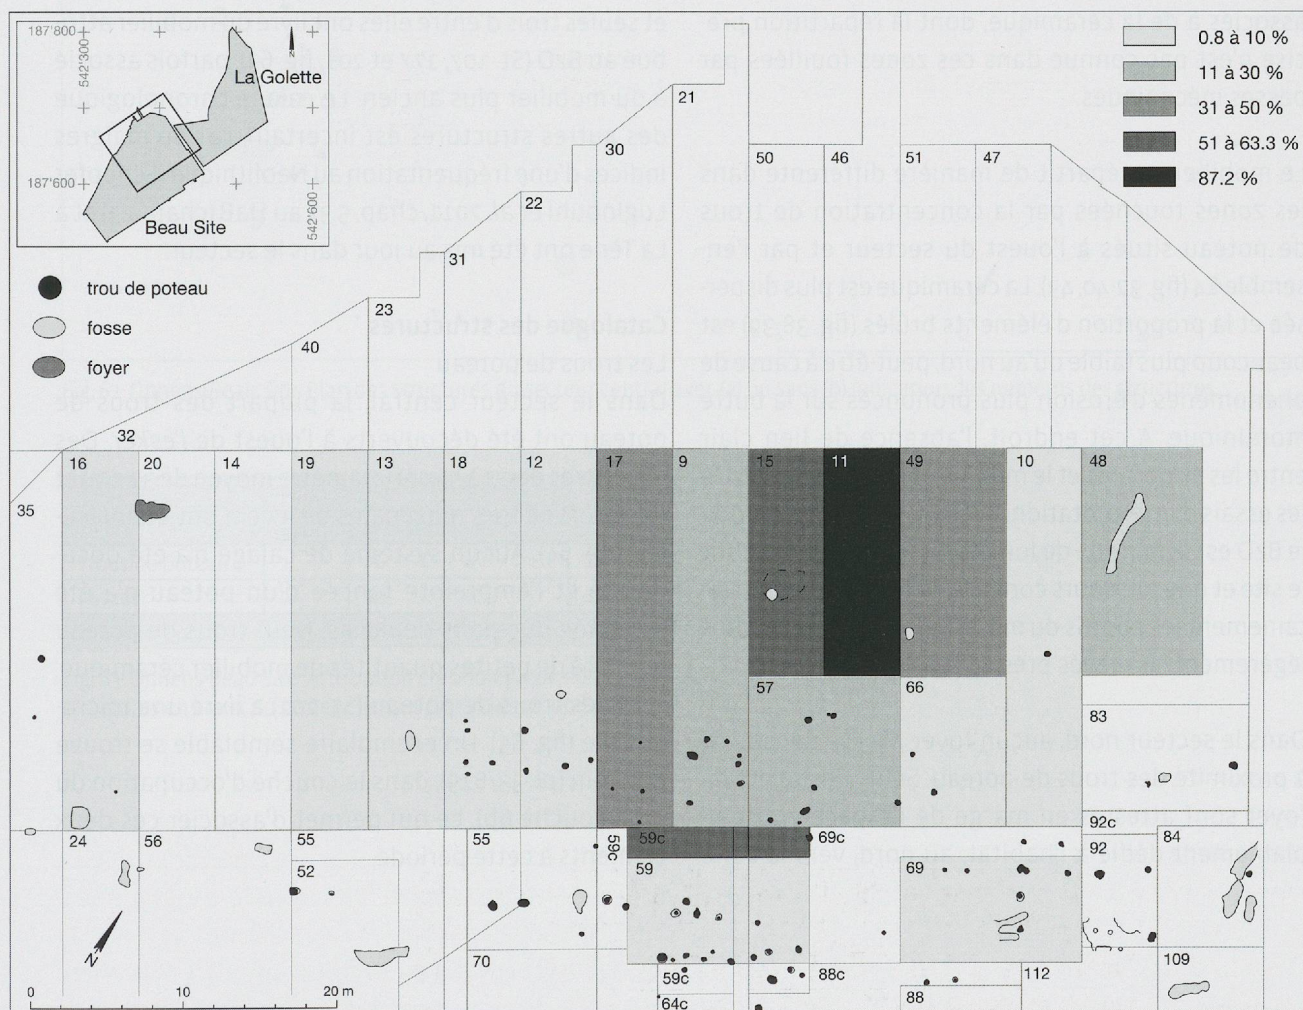 187'800
542'300
La Golette
187'600
542'600
Beau Site
0.8 à 10 %
11 à 30 %
31 à 50 %
51 à 63.3 %
87.2 %
trou de poteau
fosse
foyer
21
30
50 46 51 47
22
31
23
40
32
16 20 14 19 13 18 12 17 9 15 11 49 10 48
35
57 66
83
92c
24 56 55 55 59c 59c 69c 92 84
52 59 69
70 59c 88c 112 109
64c 88
N
0 10 20 m